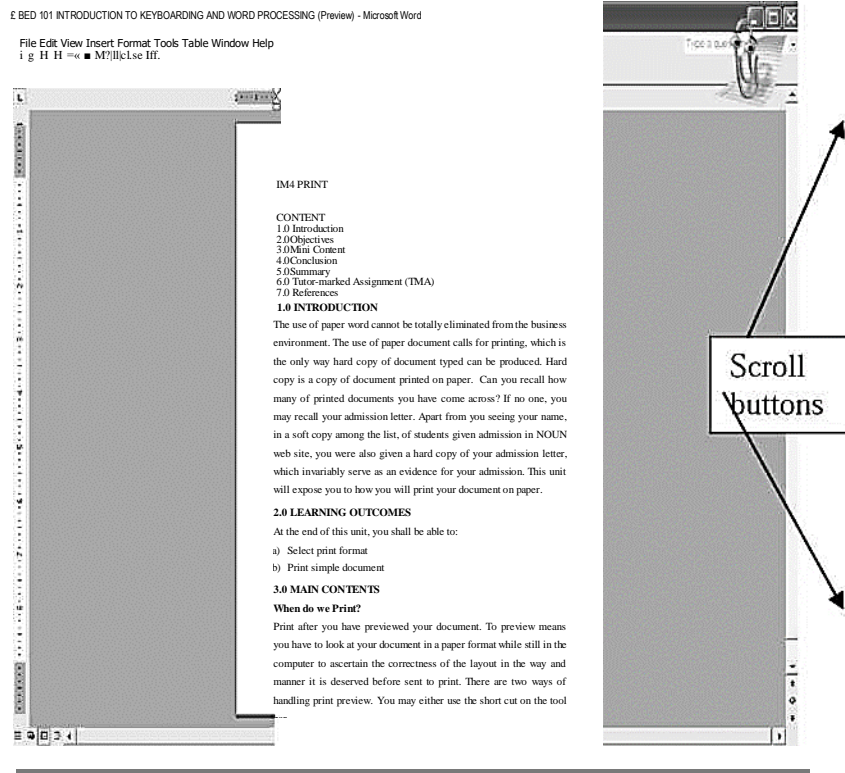 £ BED 101 INTRODUCTION TO KEYBOARDING AND WORD PROCESSING (Preview) - Microsoft Word
File Edit View Insert Format Tools Table Window Help
i g H H =« ■ M?|ll|cl.se Iff.
Type a que
IM4 PRINT
CONTENT
1.0 Introduction
2.0Objectives
3.0Mini Content
4.0Conclusion
5.0Summary
6.0 Tutor-marked Assignment (TMA)
7.0 References
1.0 INTRODUCTION
The use of paper word cannot be totally eliminated from the business
environment. The use of paper document calls for printing, which is
the only way hard copy of document typed can be produced. Hard
copy is a copy of document printed on paper. Can you recall how
many of printed documents you have come across? If no one, you
may recall your admission letter. Apart from you seeing your name,
in a soft copy among the list, of students given admission in NOUN
web site, you were also given a hard copy of your admission letter,
which invariably serve as an evidence for your admission. This unit
will expose you to how you will print your document on paper.
2.0 LEARNING OUTCOMES
At the end of this unit, you shall be able to:
a) Select print format
b) Print simple document
3.0 MAIN CONTENTS
When do we Print?
Print after you have previewed your document. To preview means
you have to look at your document in a paper format while still in the
computer to ascertain the correctness of the layout in the way and
manner it is deserved before sent to print. There are two ways of
handling print preview. You may either use the short cut on the tool
Scroll
buttons